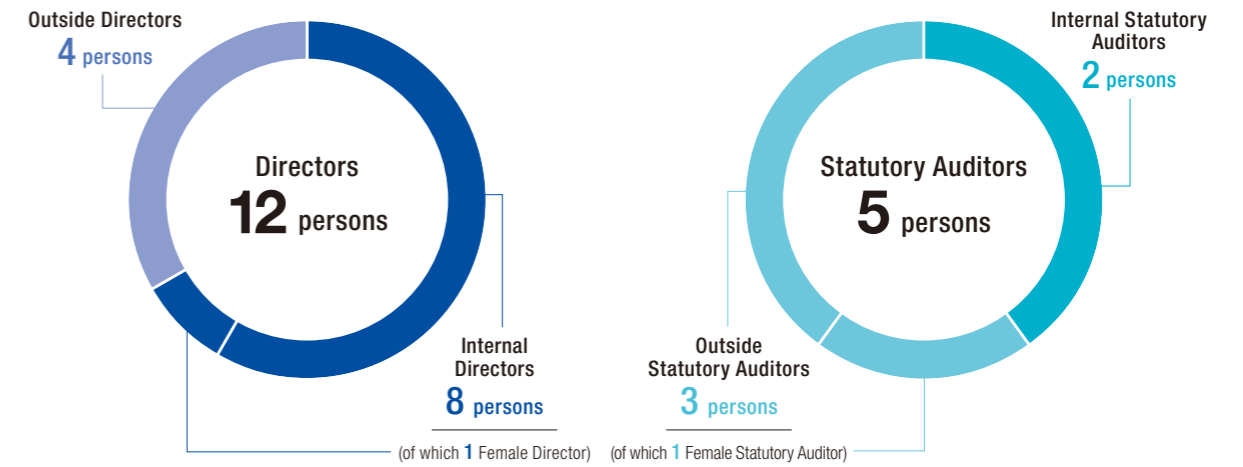 Outside Directors
4 persons
Directors
12 persons
Internal
Directors
8 persons
(of which 1 Female Director)
Internal Statutory
Auditors
2 persons
Statutory Auditors
5 persons
Outside
Statutory Auditors
3 persons
(of which 1 Female Statutory Auditor)